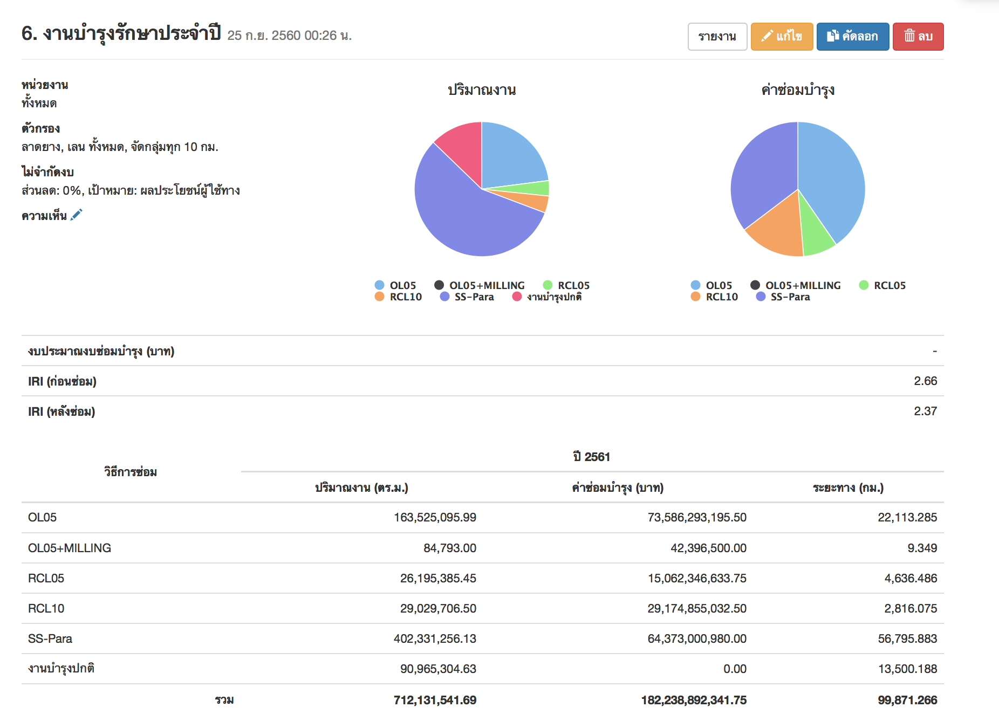 6. งานบำรุงรักษาประจำปี 25 ก.ย. 2560 00:26 น.
รายงาน แก้ไข คัดลอก ลบ
หน่วยงาน
ทั้งหมด
ตัวกรอง
ลาดยาง, เลน ทั้งหมด, จัดกลุ่มทุก 10 กม.
ไม่จำกัดงบ
ส่วนลด: 0%, เป้าหมาย: ผลประโยชน์ผู้ใช้ทาง
ความเห็น
ปริมาณงาน
OL05 OL05+MILLING RCL05
RCL10 SS-Para งานบำรุงปกติ
ค่าซ่อมบำรุง
OL05 OL05+MILLING RCL05
RCL10 SS-Para
งบประมาณงบซ่อมบำรุง (บาท) -
IRI (ก่อนซ่อม) 2.66
IRI (หลังซ่อม) 2.37
วิธีการซ่อม ปี 2561
ปริมาณงาน (ตร.ม.) ค่าซ่อมบำรุง (บาท) ระยะทาง (กม.)
OL05 163,525,095.99 73,586,293,195.50 22,113.285
OL05+MILLING 84,793.00 42,396,500.00 9.349
RCL05 26,195,385.45 15,062,346,633.75 4,636.486
RCL10 29,029,706.50 29,174,855,032.50 2,816.075
SS-Para 402,331,256.13 64,373,000,980.00 56,795.883
งานบำรุงปกติ 90,965,304.63 0.00 13,500.188
รวม 712,131,541.69 182,238,892,341.75 99,871.266